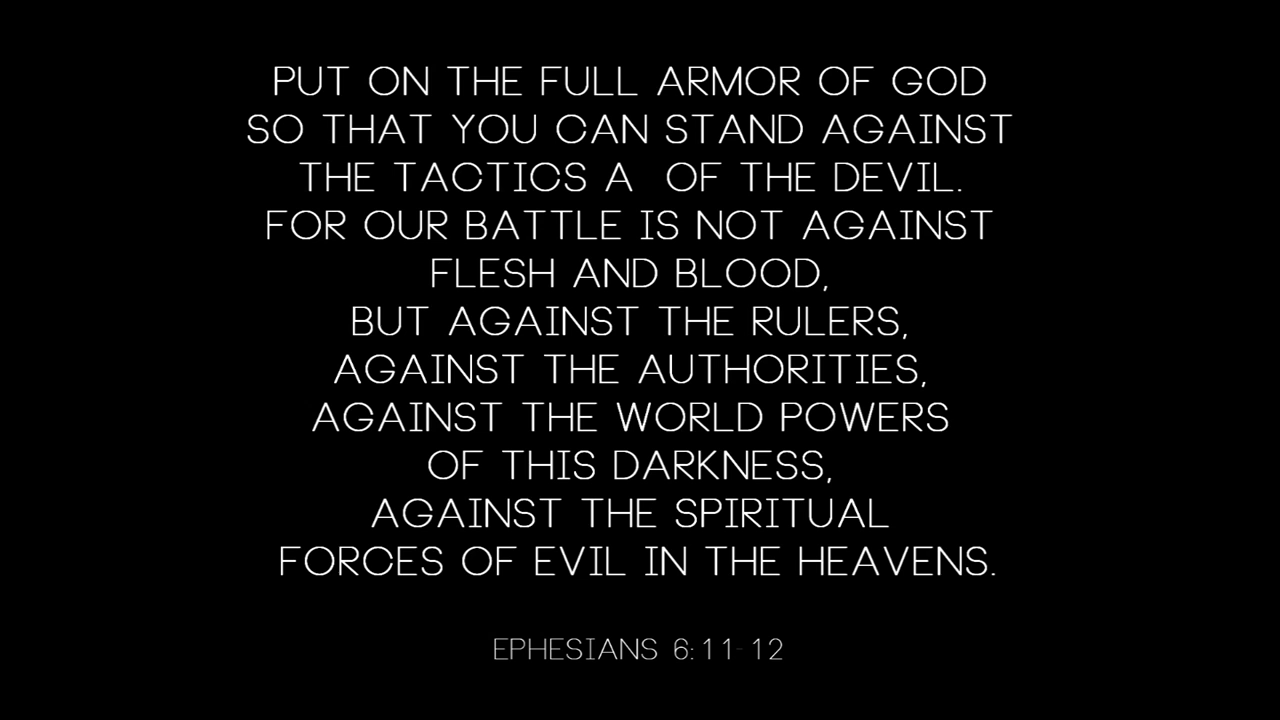 PUT ON THE FULL ARMOR OF GOD
SO THAT YOU CAN STAND AGAINST
THE TACTICS A  OF THE DEVIL.
FOR OUR BATTLE IS NOT AGAINST
FLESH AND BLOOD,
BUT AGAINST THE RULERS,
AGAINST THE AUTHORITIES,
AGAINST THE WORLD POWERS
OF THIS DARKNESS,
AGAINST THE SPIRITUAL
FORCES OF EVIL IN THE HEAVENS.
EPHESIANS 6:11-12